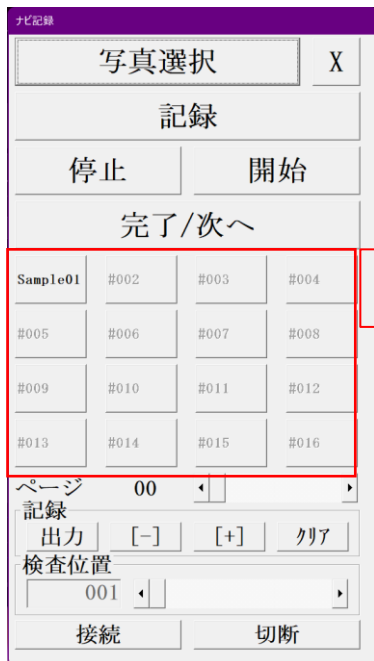 ナビ記録
写真選択 X
記録
停止 開始
完了/次へ
Sample01 #002 #003 #004
#005 #006 #007 #008
#009 #010 #011 #012
#013 #014 #015 #016
ページ 00
記録
出力 [-] [+] ｸﾘｱ
検査位置
001
接続 切断